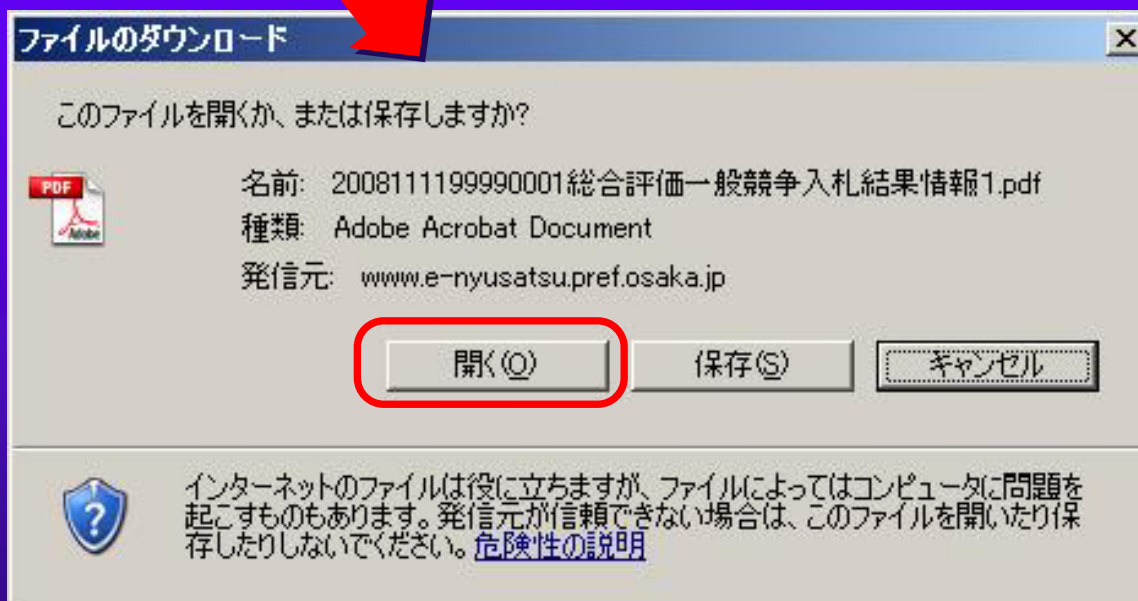 ファイルのダウンロード
このファイルを開くか、または保存しますか?
PDF
Adobe
名前: 2008111199990001総合評価一般競争入札結果情報1.pdf
種類: Adobe Acrobat Document
発信元: www.e-nyusatsu.pref.osaka.jp
開く(O) 保存(S) キャンセル
インターネットのファイルは役に立ちますが、ファイルによってはコンピュータに問題を
起こすものもあります。発信元が信頼できない場合は、このファイルを開いたり保
存したりしないでください。危険性の説明